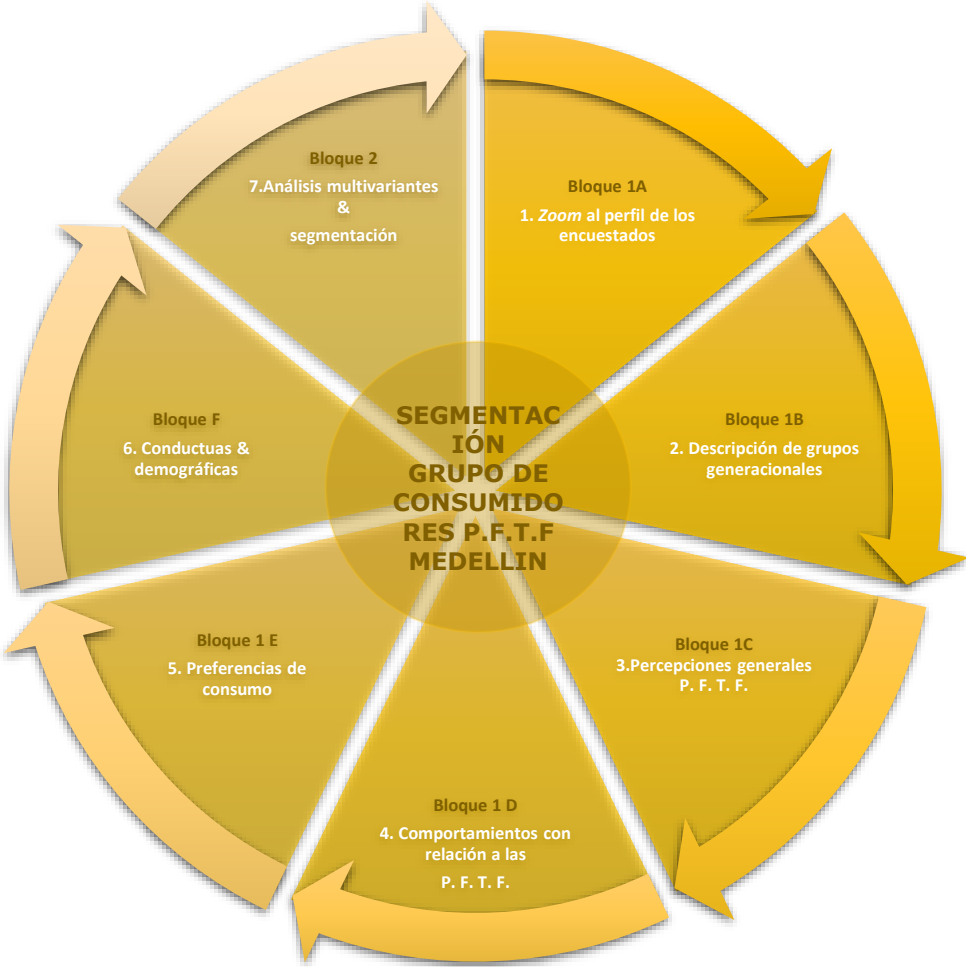 Bloque 2
7.Análisis multivariantes
&
segmentación
Bloque 1A
1. Zoom al perfil de los
encuestados
Bloque F
6. Conductuas &
demográficas
SEGMENTAC
IÓN
GRUPO DE
CONSUMIDO
RES P.F.T.F
MEDELLIN
Bloque 1B
2. Descripción de grupos
generacionales
Bloque 1 E
5. Preferencias de
consumo
Bloque 1C
3.Percepciones generales
P. F. T. F.
Bloque 1 D
4. Comportamientos con
relación a las
P. F. T. F.